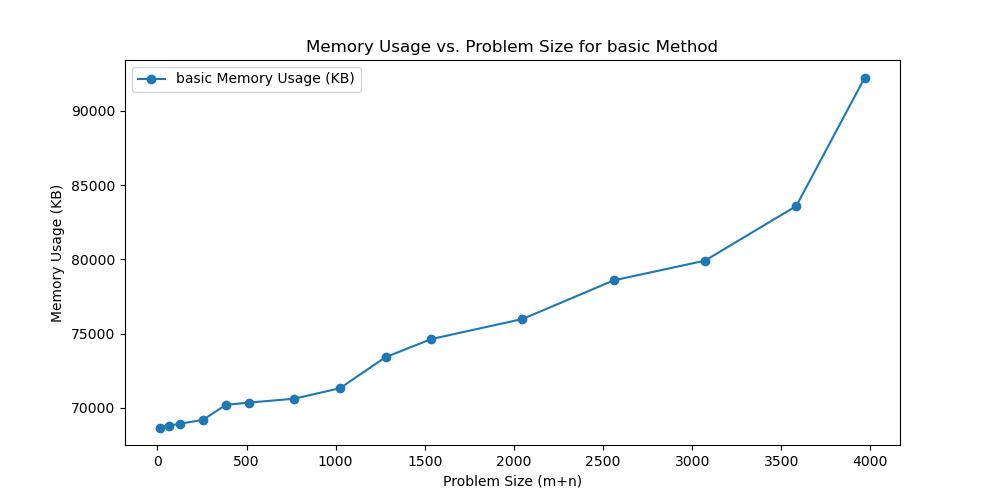 Memory Usage vs. Problem Size for basic Method
basic Memory Usage (KB)
90000
85000
80000
75000
70000
Memory Usage (KB)
0 500 1000 1500 2000 2500 3000 3500 4000
Problem Size (m+n)